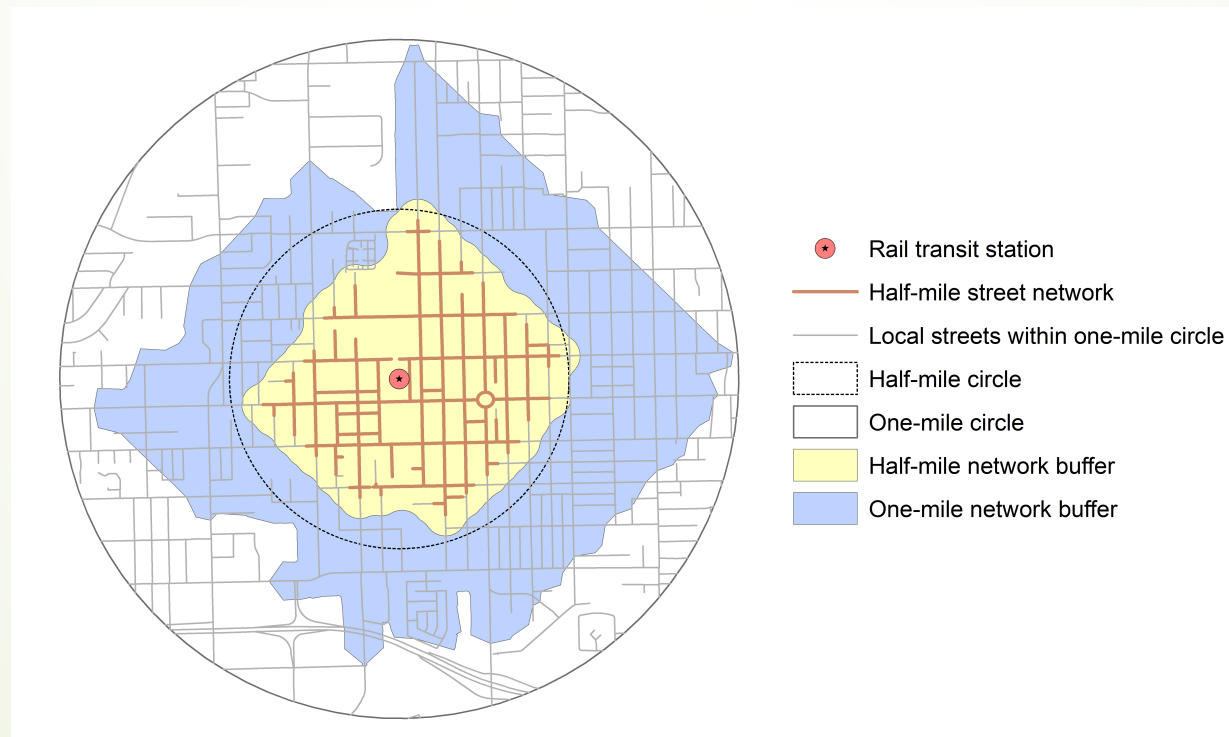 Rail transit station
Half-mile street network
Local streets within one-mile circle
Half-mile circle
One-mile circle
Half-mile network buffer
One-mile network buffer